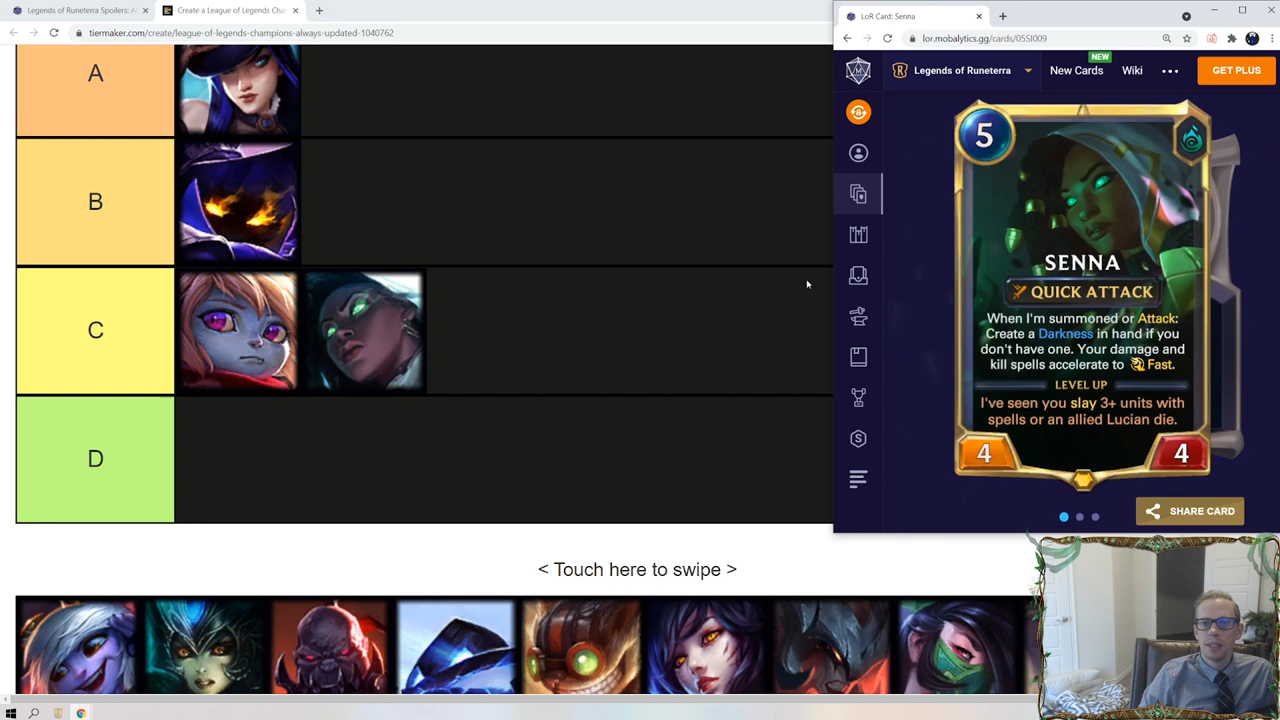 Legends of Runeterra Spoilers: A
Create a League of Legends Cha
tiermaker.com/create/league-of-legends-champions-always-updated-1040762
LoR Card: Senna
lor.mobalytics.gg/cards/05SI009
Legends of Runeterra
NEW
New Cards
Wiki
GET PLUS
A
B
C
D
5
SENNA
QUICK ATTACK
When I'm summoned or Attack:
Create a Darkness in hand if you
don't have one. Your damage and
kill spells accelerate to Fast.
LEVEL UP
I've seen you slay 3+ units with
spells or an allied Lucian die.
4
4
SHARE CARD
< Touch here to swipe >